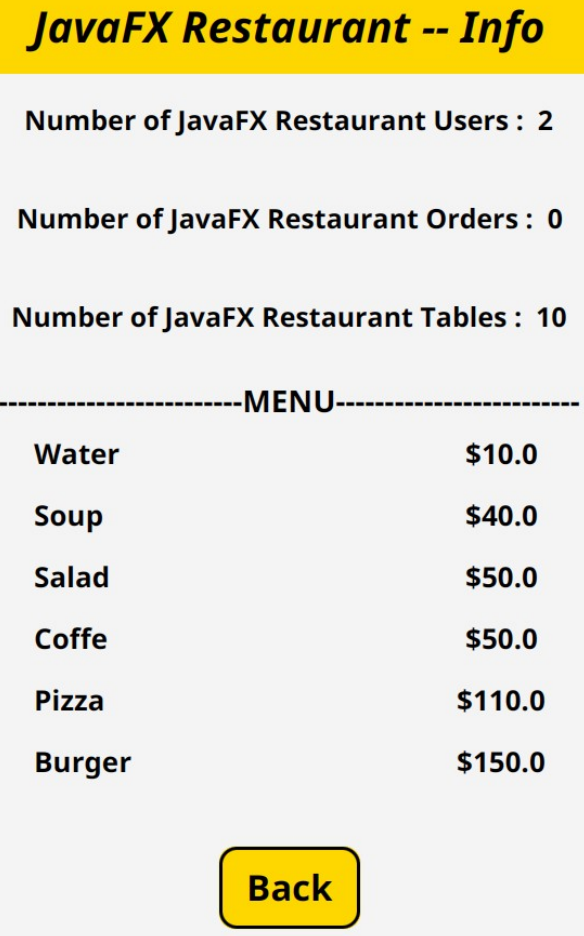 JavaFX Restaurant -- Info
Number of JavaFX Restaurant Users :  2
Number of JavaFX Restaurant Orders :  0
Number of JavaFX Restaurant Tables :  10
------------------------MENU------------------------
Water $10.0
Soup $40.0
Salad $50.0
Coffe $50.0
Pizza $110.0
Burger $150.0
Back